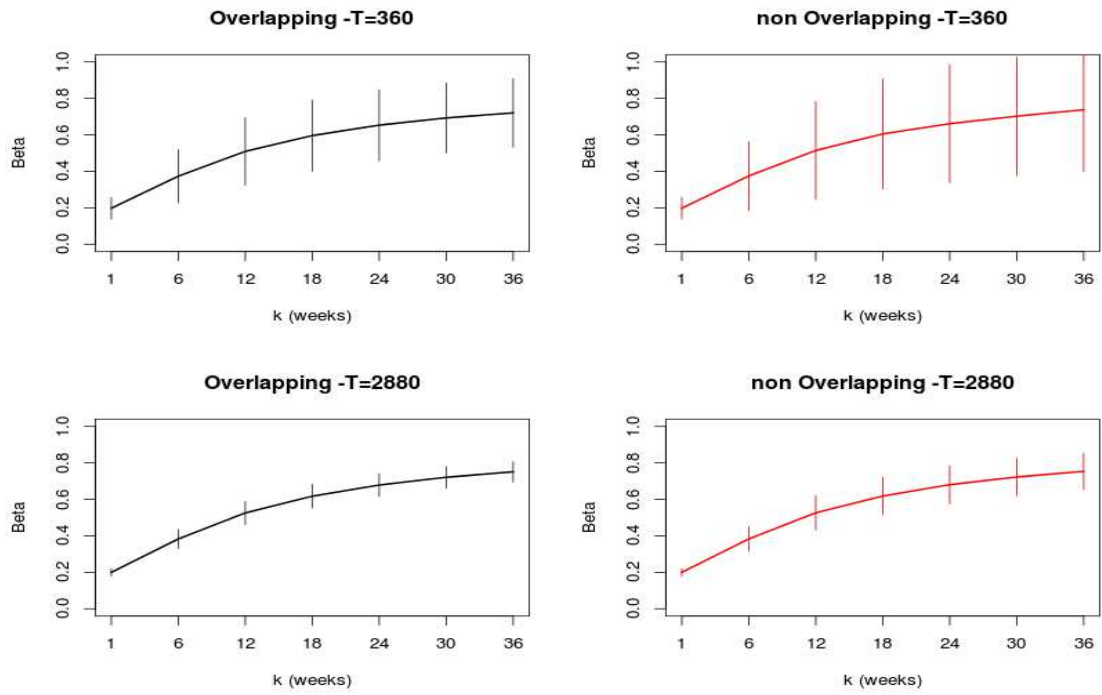 Overlapping -T=360
Beta
0.0 0.2 0.4 0.6 0.8 1.0
1 6 12 18 24 30 36
k (weeks)
non Overlapping -T=360
Beta
0.0 0.2 0.4 0.6 0.8 1.0
1 6 12 18 24 30 36
k (weeks)
Overlapping -T=2880
Beta
0.0 0.2 0.4 0.6 0.8 1.0
1 6 12 18 24 30 36
k (weeks)
non Overlapping -T=2880
Beta
0.0 0.2 0.4 0.6 0.8 1.0
1 6 12 18 24 30 36
k (weeks)